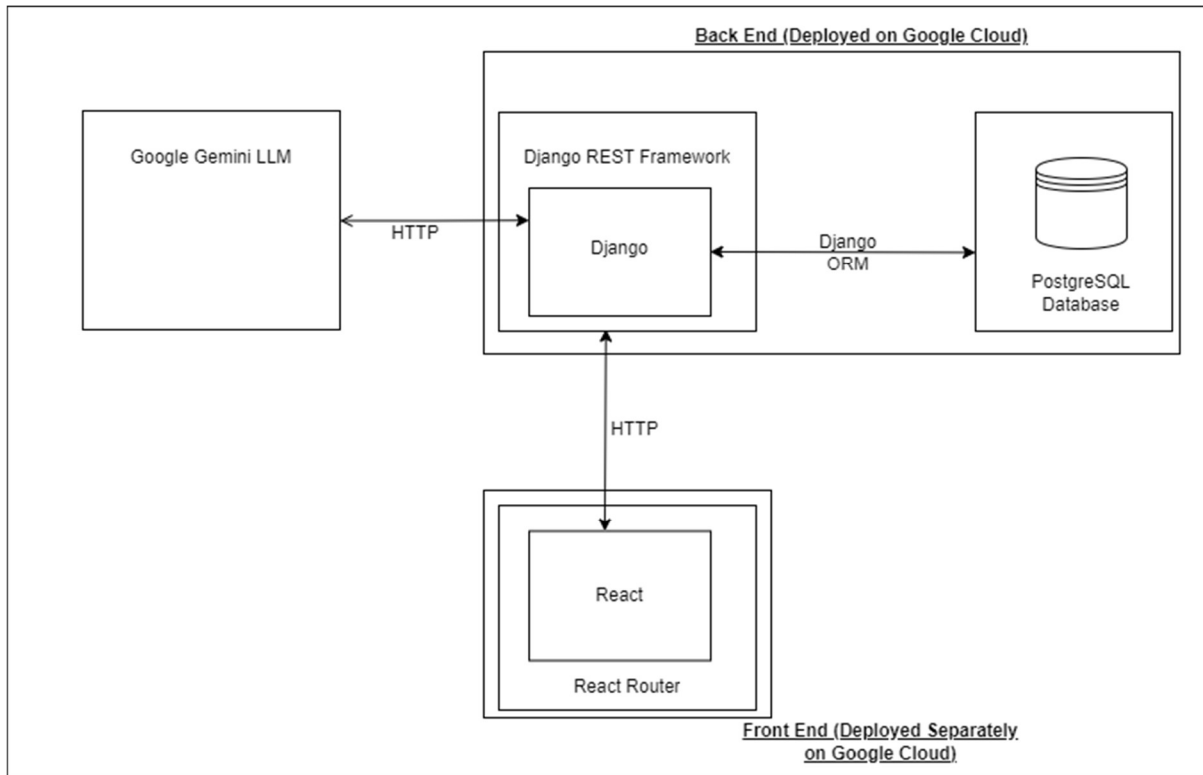 Back End (Deployed on Google Cloud)
Google Gemini LLM
Django REST Framework
HTTP
Django
Django
ORM
PostgreSQL
Database
HTTP
React
React Router
Front End (Deployed Separately
on Google Cloud)